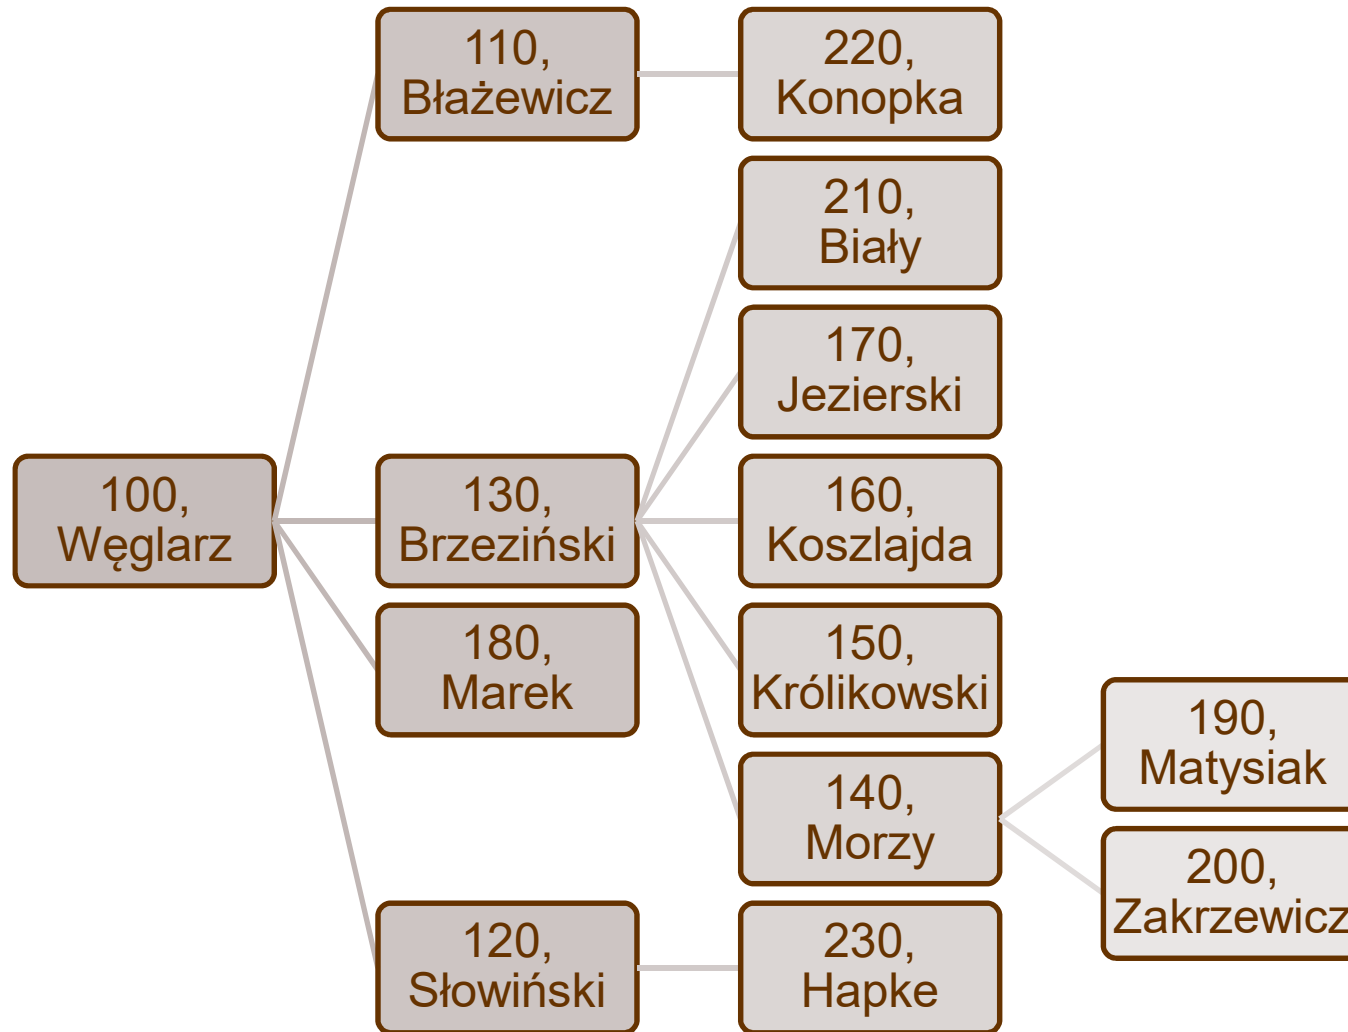 110,
Błażewicz
220,
Konopka
210,
Biały
170,
Jezierski
100,
Węglarz
130,
Brzeziński
160,
Koszlajda
180,
Marek
150,
Królikowski
190,
Matysiak
140,
Morzy
200,
Zakrzewicz
120,
Słowiński
230,
Hapke